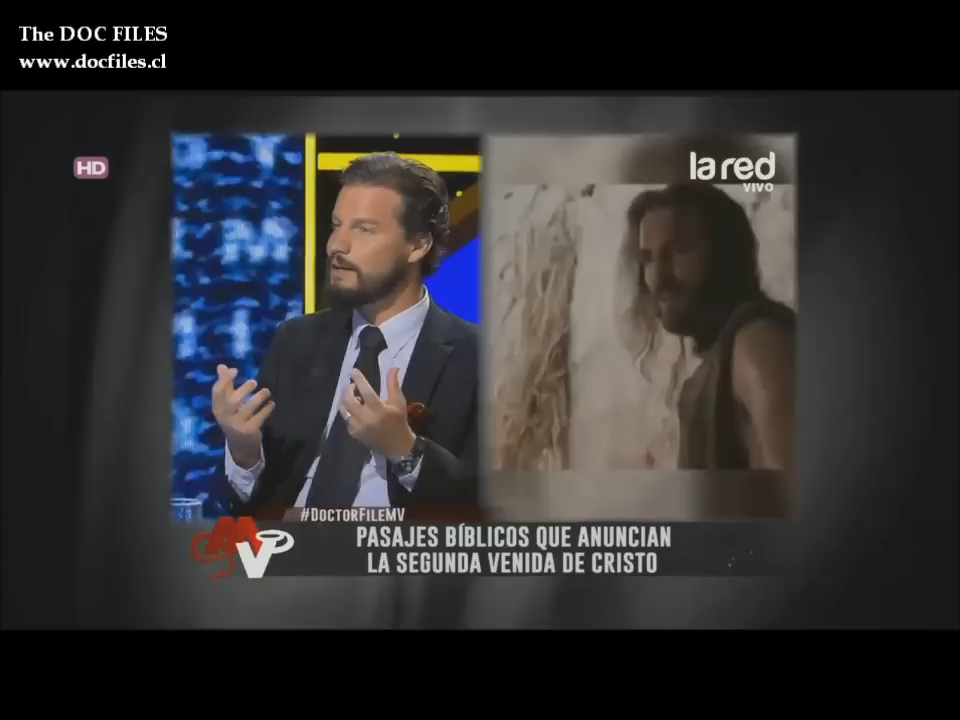 The DOC FILES
www.docfiles.cl
HD
la red
VIVO
#DOCTORFILEMV
MV
PASAJES BÍBLICOS QUE ANUNCIAN
LA SEGUNDA VENIDA DE CRISTO